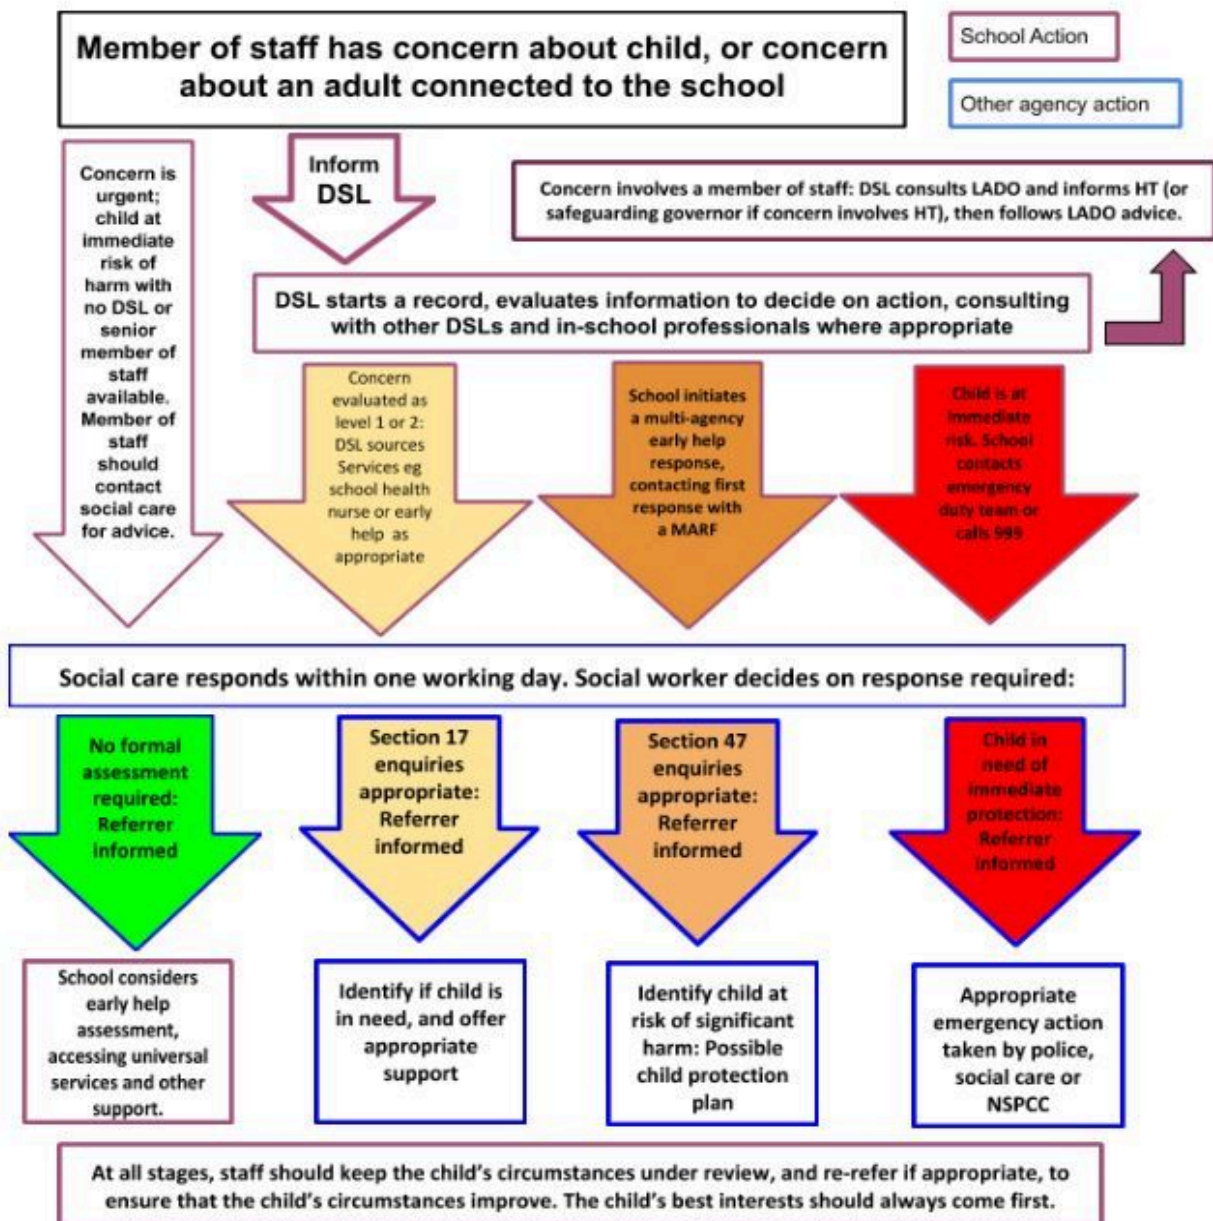 Member of staff has concern about child, or concern
about an adult connected to the school
School Action
Other agency action
Concern is
urgent;
child at
immediate
risk of
harm with
no DSL or
senior
member of
staff
available.
Member of
staff
should
contact
social care
for advice.
Inform
DSL
Concern involves a member of staff: DSL consults LADO and informs HT (or
safeguarding governor if concern involves HT), then follows LADO advice.
DSL starts a record, evaluates information to decide on action, consulting
with other DSLs and in-school professionals where appropriate
Concern
evaluated as
level 1 or 2:
DSL sources
Services eg
school health
nurse or early
help as
appropriate
School initiates
a multi-agency
early help
response,
contacting first
response with
a MARF
Child is at
immediate
risk. School
contacts
emergency
duty team or
calls 999
Social care responds within one working day. Social worker decides on response required:
No formal
assessment
required:
Referrer
informed
Section 17
enquiries
appropriate:
Referrer
informed
Section 47
enquiries
appropriate:
Referrer
informed
Child in
need of
immediate
protection:
Referrer
informed
School considers
early help
assessment,
accessing universal
services and other
support.
Identify if child is
in need, and offer
appropriate
support
Identify child at
risk of significant
harm: Possible
child protection
plan
Appropriate
emergency action
taken by police,
social care or
NSPCC
At all stages, staff should keep the child's circumstances under review, and re-refer if appropriate, to
ensure that the child's circumstances improve. The child's best interests should always come first.